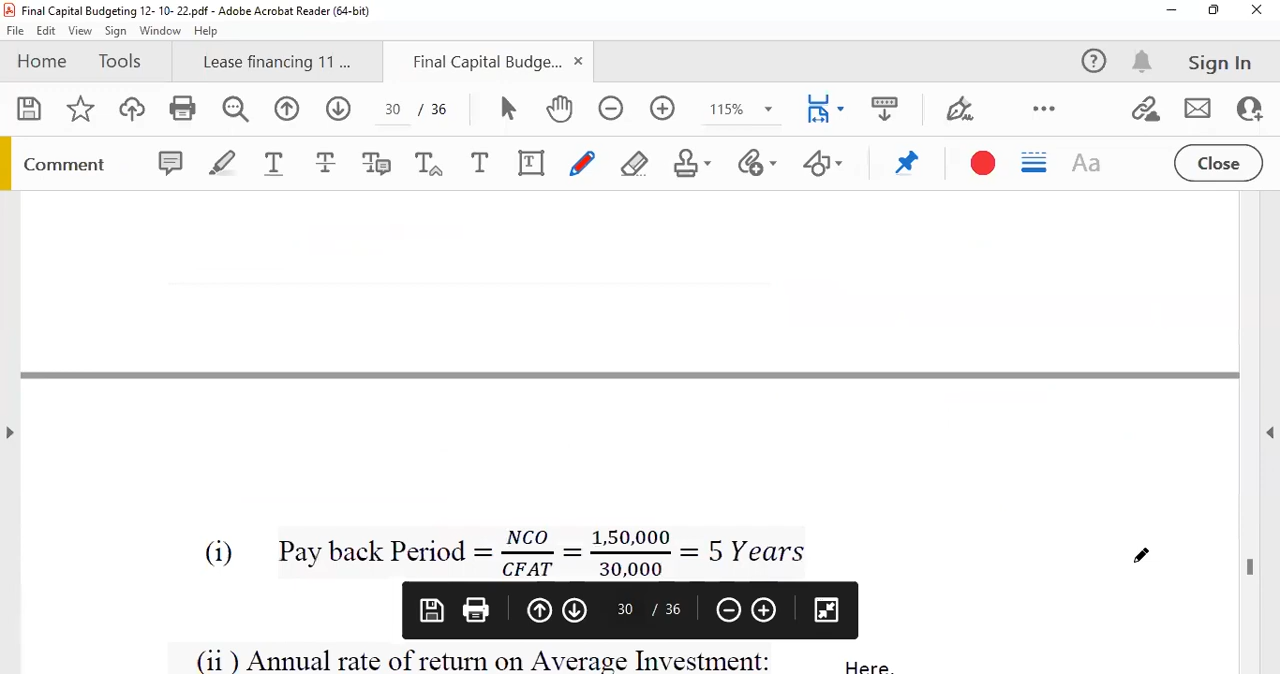 Final Capital Budgeting 12- 10- 22.pdf - Adobe Acrobat Reader (64-bit)
File Edit View Sign Window Help
Home Tools Lease financing 11 ... Final Capital Budge... × ? Sign In
30 / 36 115%
Comment T T T T T T Aa Close
(i) Pay back Period = NCO/CFAT = 1,50,000/30,000 = 5 Years
30 / 36
(ii ) Annual rate of return on Average Investment: Here,